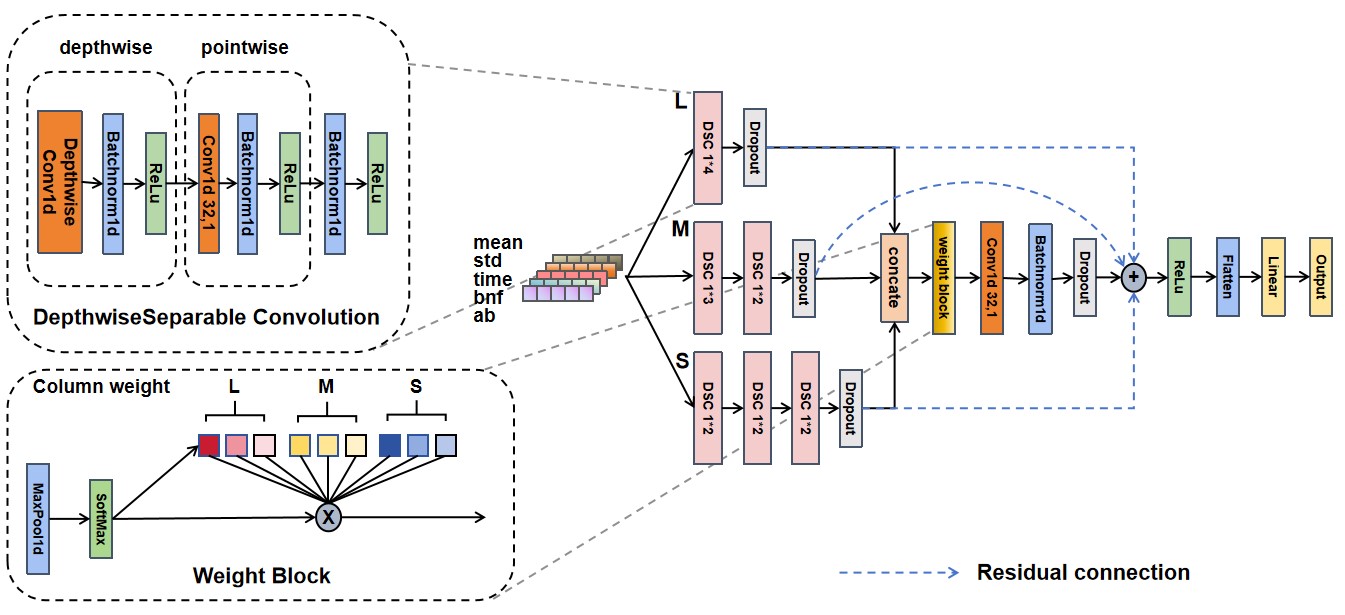 depthwise
pointwise
Depthwise
Conv1d
Batchnorm1d
ReLu
Conv1d 32,1
Batchnorm1d
ReLu
Batchnorm1d
ReLu
DepthwiseSeparable Convolution
mean
std
time
bnf
ab
L
DSC 1*4
Dropout
M
DSC 1*3
DSC 1*2
Dropout
S
DSC 1*2
DSC 1*2
DSC 1*2
Dropout
concate
weight block
Conv1d 32,1
Batchnorm1d
Dropout
+
ReLu
Flatten
Linear
Output
Column weight
L
M
S
MaxPool1d
SoftMax
X
Weight Block
Residual connection